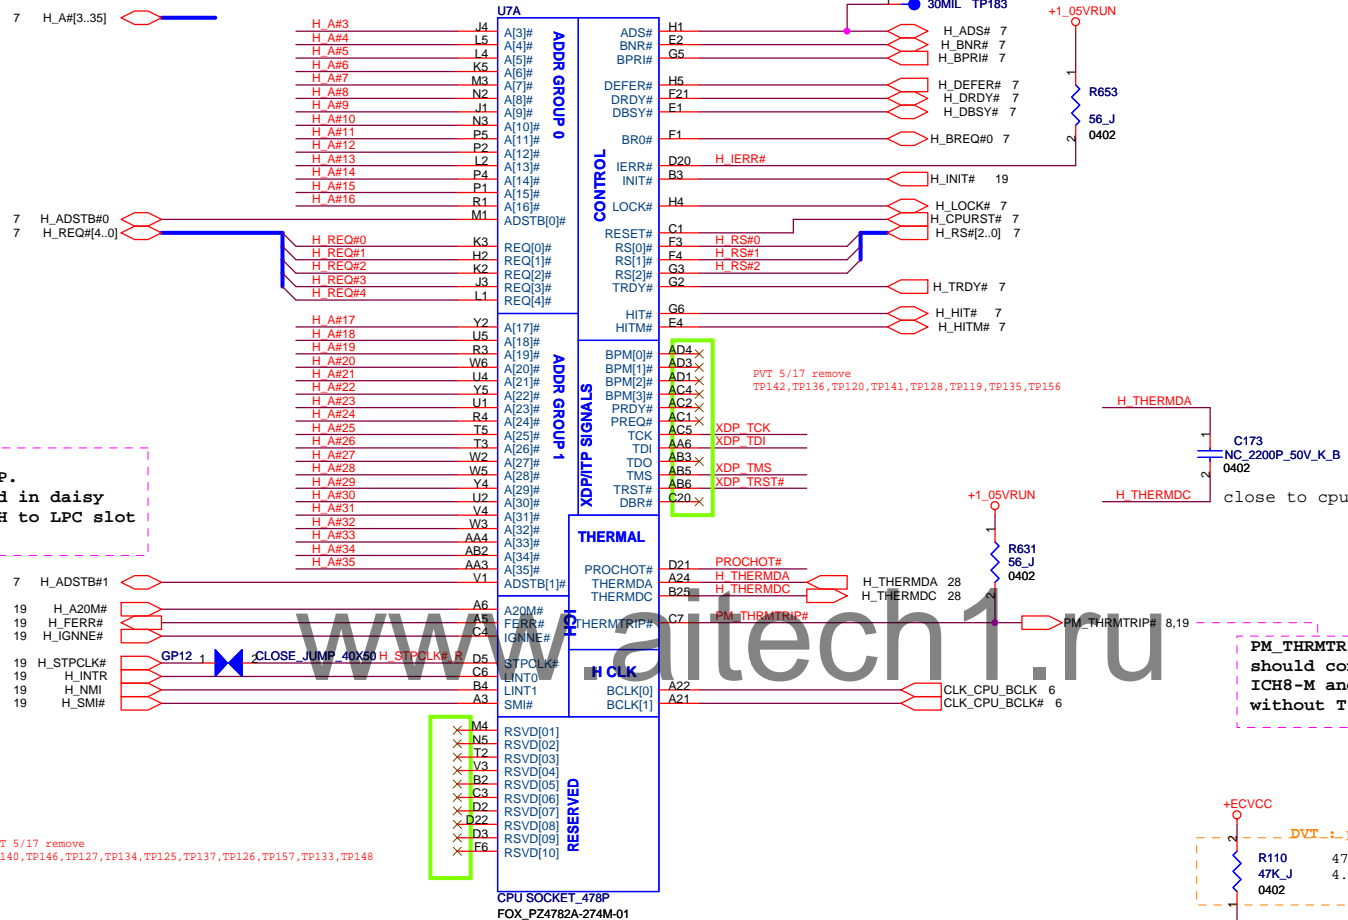 7 H_A#[3..35]
H_A#3
H_A#4
H_A#5
H_A#6
H_A#7
H_A#8
H_A#9
H_A#10
H_A#11
H_A#12
H_A#13
H_A#14
H_A#15
H_A#16
7 H_ADSTB#0
7 H_REQ#[4..0]
H_REQ#0
H_REQ#1
H_REQ#2
H_REQ#3
H_REQ#4
H_A#17
H_A#18
H_A#19
H_A#20
H_A#21
H_A#22
H_A#23
H_A#24
H_A#25
H_A#26
H_A#27
H_A#28
H_A#29
H_A#30
H_A#31
H_A#32
H_A#33
H_A#34
H_A#35
P.
d in daisy
H to LPC slot
7 H_ADSTB#1
19 H_A20M#
19 H_FERR#
19 H_IGNNE#
19 H_STPCLK#
GP12 1 2 CLOSE_JUMP_40X50 H_STPCLK#_R
19 H_INTR
19 H_NMI
19 H_SMI#
T 5/17 remove
140,TP146,TP127,TP134,TP125,TP137,TP126,TP157,TP133,TP148
U7A
J4 A[3]#
L5 A[4]#
L4 A[5]#
K5 A[6]#
M3 A[7]#
N2 A[8]#
J1 A[9]#
N3 A[10]#
P5 A[11]#
P2 A[12]#
L2 A[13]#
P4 A[14]#
P1 A[15]#
R1 A[16]#
M1 ADSTB[0]#
K3 REQ[0]#
H2 REQ[1]#
K2 REQ[2]#
J3 REQ[3]#
L1 REQ[4]#
ADDR GROUP 0
Y2 A[17]#
U5 A[18]#
R3 A[19]#
W6 A[20]#
U4 A[21]#
Y5 A[22]#
U1 A[23]#
R4 A[24]#
T5 A[25]#
T3 A[26]#
W2 A[27]#
W5 A[28]#
Y4 A[29]#
U2 A[30]#
V4 A[31]#
W3 A[32]#
AA4 A[33]#
AB2 A[34]#
AA3 A[35]#
V1 ADSTB[1]#
ADDR GROUP 1
A6 A20M#
A5 FERR#
C4 IGNNE#
D5 STPCLK#
C6 LINT0
B4 LINT1
A3 SMI#
ICH
M4 RSVD[01]
N5 RSVD[02]
T2 RSVD[03]
V3 RSVD[04]
B2 RSVD[05]
C3 RSVD[06]
D2 RSVD[07]
D22 RSVD[08]
D3 RSVD[09]
F6 RSVD[10]
RESERVED
CPU SOCKET_478P
FOX_PZ4782A-274M-01
CONTROL
ADS# H1 H_ADS# 7
BNR# E2 H_BNR# 7
BPRI# G5 H_BPRI# 7
DEFER# H5 H_DEFER# 7
DRDY# F21 H_DRDY# 7
DBSY# E1 H_DBSY# 7
BR0# F1 H_BREQ#0 7
IERR# D20 H_IERR#
INIT# B3 H_INIT# 19
LOCK# H4 H_LOCK# 7
RESET# C1 H_CPURST# 7
RS[0]# F3 H_RS#0 H_RS#[2..0] 7
RS[1]# F4 H_RS#1
RS[2]# G3 H_RS#2
TRDY# G2 H_TRDY# 7
HIT# G6 H_HIT# 7
HITM# E4 H_HITM# 7
XDP/ITP SIGNALS
BPM[0]# AD4
BPM[1]# AD3
BPM[2]# AD1
BPM[3]# AC4
PRDY# AC2
PREQ# AC1
TCK AC5 XDP_TCK
TDI AA6 XDP_TDI
TDO AB3
TMS AB5 XDP_TMS
TRST# AB6 XDP_TRST#
DBR# C20
THERMAL
PROCHOT# D21 PROCHOT#
THERMDA A24 H_THERMDA H_THERMDA 28
THERMDC B25 H_THERMDC H_THERMDC 28
THERMTRIP# C7 PM_THRMTRIP# PM_THRMTRIP# 8,19
H CLK
BCLK[0] A22 CLK_CPU_BCLK 6
BCLK[1] A21 CLK_CPU_BCLK# 6
30MIL TP183
+1_05VRUN
1
R653
56_J
0402
2
PVT 5/17 remove
TP142,TP136,TP120,TP141,TP128,TP119,TP135,TP156
H_THERMDA
1
C173
NC_2200P_50V_K_B
0402
2
H_THERMDC
close to cpu
+1_05VRUN
1
R631
56_J
0402
2
PM_THRMTR
should co
ICH8-M an
without T
+ECVCC
DVT :
2
R110 47
47K_J 4.
0402
1
www.aitech1.ru